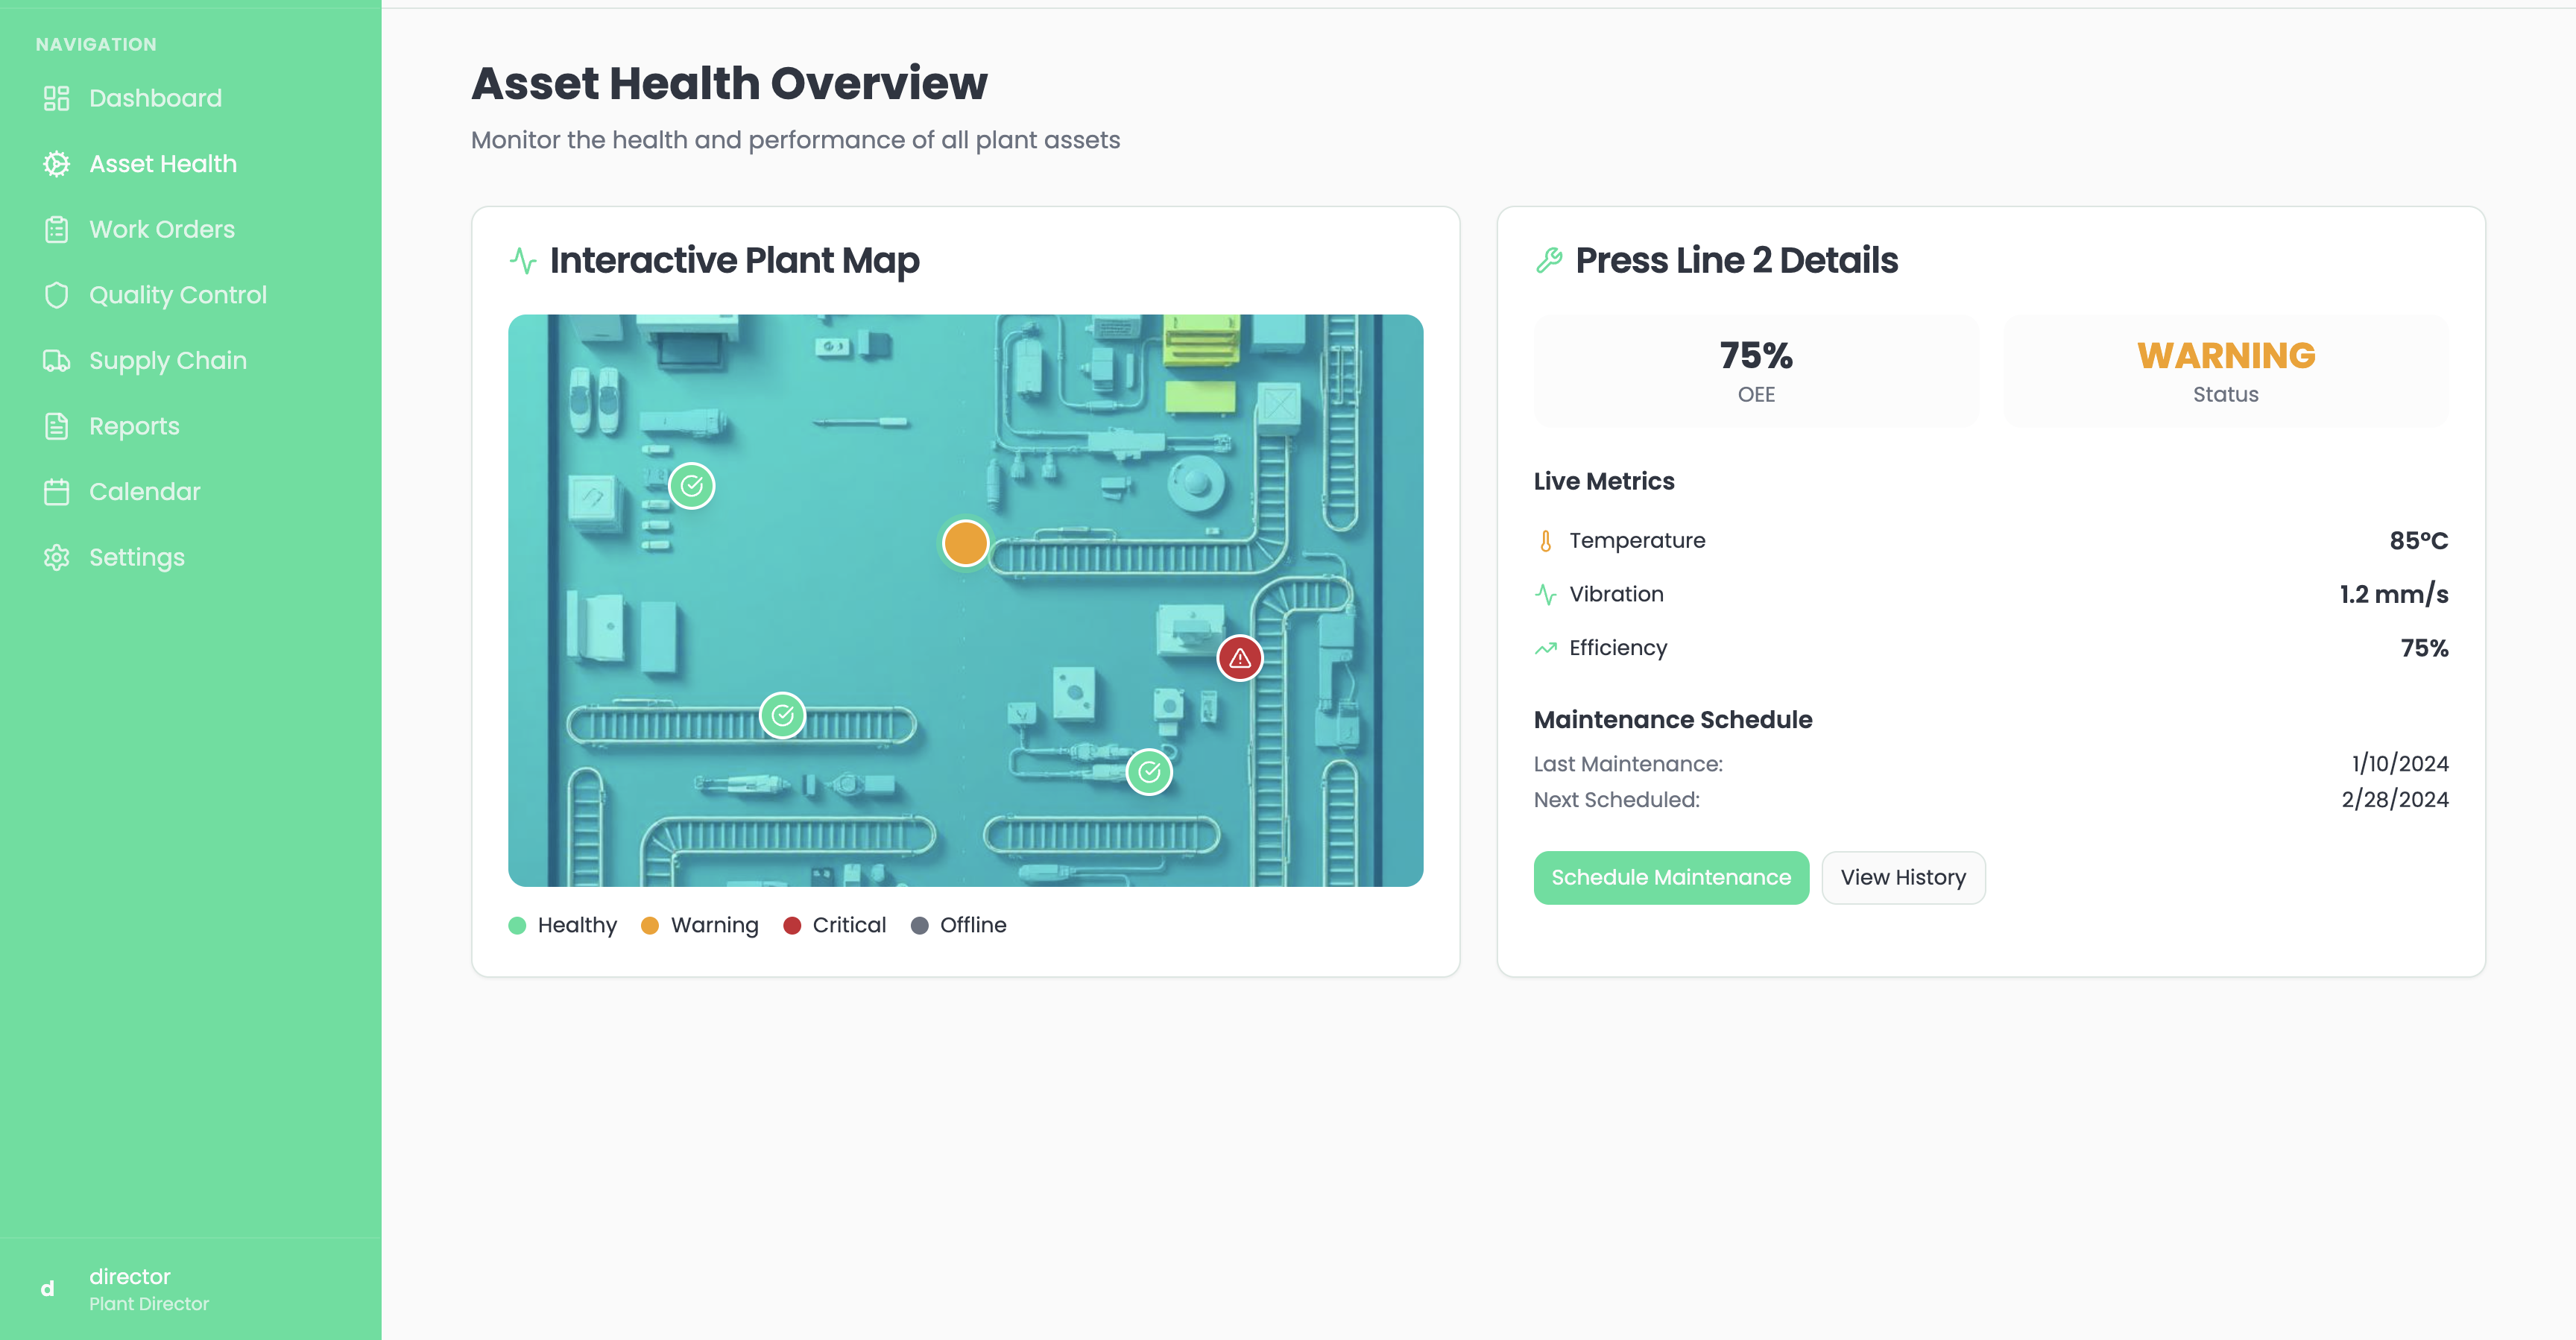 NAVIGATION
Dashboard
Asset Health
Work Orders
Quality Control
Supply Chain
Reports
Calendar
Settings
d
director
Plant Director
Asset Health Overview
Monitor the health and performance of all plant assets
Interactive Plant Map
Healthy
Warning
Critical
Offline
Press Line 2 Details
75%
OEE
WARNING
Status
Live Metrics
Temperature 85°C
Vibration 1.2 mm/s
Efficiency 75%
Maintenance Schedule
Last Maintenance: 1/10/2024
Next Scheduled: 2/28/2024
Schedule Maintenance
View History